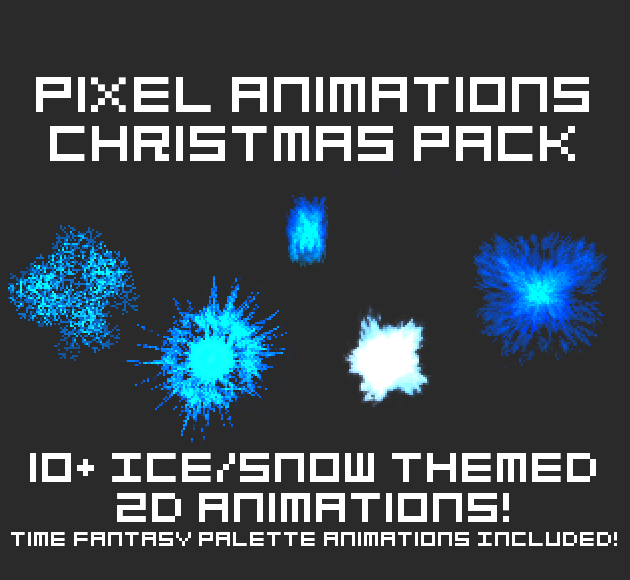 PIXEL ANIMATIONS
CHRISTMAS PACK
10+ ICE/SNOW THEMED
2D ANIMATIONS!
TIME FANTASY PALETTE ANIMATIONS INCLUDED!